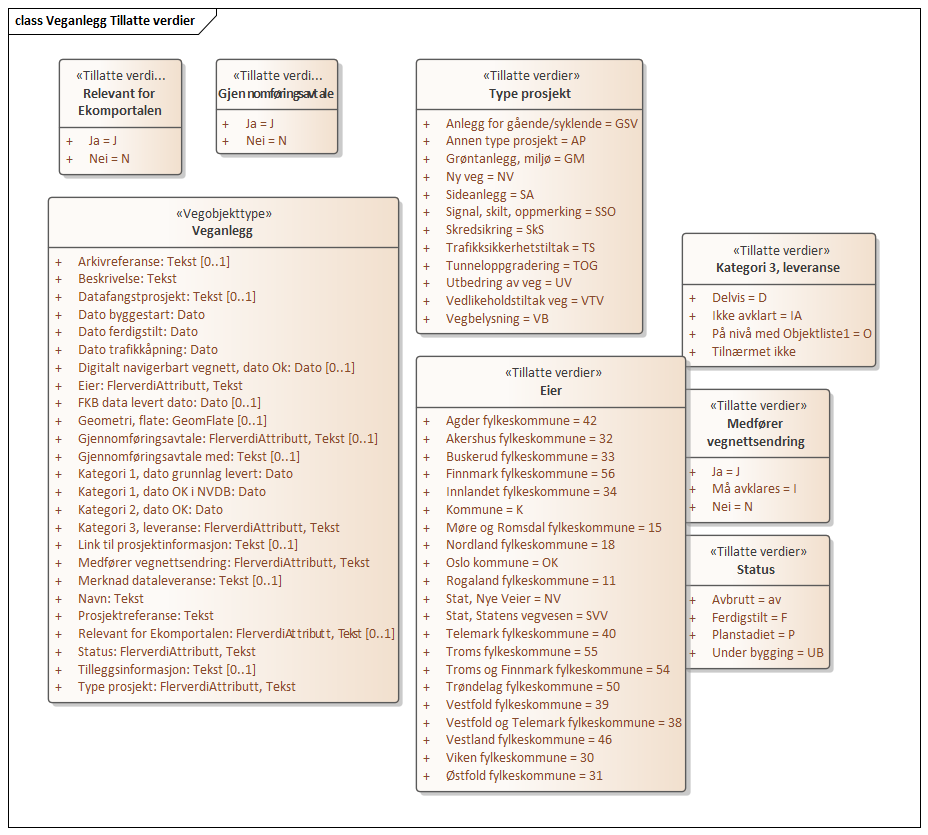 class Veganlegg Tillatte verdier
«Tillatte verdi...
Relevant for
Ekomportalen
+ Ja = J
+ Nei = N
«Tillatte verdi...
Gjennomføringsavtale
+ Ja = J
+ Nei = N
«Tillatte verdier»
Type prosjekt
+ Anlegg for gående/syklende = GSV
+ Annen type prosjekt = AP
+ Grøntanlegg, miljø = GM
+ Ny veg = NV
+ Sideanlegg = SA
+ Signal, skilt, oppmerking = SSO
+ Skredsikring = SkS
+ Trafikksikkerhetstiltak = TS
+ Tunneloppgradering = TOG
+ Utbedring av veg = UV
+ Vedlikeholdstiltak veg = VTV
+ Vegbelysning = VB
«Vegobjekttype»
Veganlegg
+ Arkivreferanse: Tekst [0..1]
+ Beskrivelse: Tekst
+ Datafangstprosjekt: Tekst [0..1]
+ Dato byggestart: Dato
+ Dato ferdigstilt: Dato
+ Dato trafikkåpning: Dato
+ Digitalt navigerbart vegnett, dato Ok: Dato [0..1]
+ Eier: FlerverdiAttributt, Tekst
+ FKB data levert dato: Dato [0..1]
+ Geometri, flate: GeomFlate [0..1]
+ Gjennomføringsavtale: FlerverdiAttributt, Tekst [0..1]
+ Gjennomføringsavtale med: Tekst [0..1]
+ Kategori 1, dato grunnlag levert: Dato
+ Kategori 1, dato OK i NVDB: Dato
+ Kategori 2, dato OK: Dato
+ Kategori 3, leveranse: FlerverdiAttributt, Tekst
+ Link til prosjektinformasjon: Tekst [0..1]
+ Medfører vegnettsendring: FlerverdiAttributt, Tekst
+ Merknad dataleveranse: Tekst [0..1]
+ Navn: Tekst
+ Prosjektreferanse: Tekst
+ Relevant for Ekomportalen: FlerverdiAttributt, Tekst [0..1]
+ Status: FlerverdiAttributt, Tekst
+ Tilleggsinformasjon: Tekst [0..1]
+ Type prosjekt: FlerverdiAttributt, Tekst
«Tillatte verdier»
Kategori 3, leveranse
+ Delvis = D
+ Ikke avklart = IA
+ På nivå med Objektliste1 = O
+ Tilnærmet ikke
«Tillatte verdier»
Eier
+ Agder fylkeskommune = 42
+ Akershus fylkeskommune = 32
+ Buskerud fylkeskommune = 33
+ Finnmark fylkeskommune = 56
+ Innlandet fylkeskommune = 34
+ Kommune = K
+ Møre og Romsdal fylkeskommune = 15
+ Nordland fylkeskommune = 18
+ Oslo kommune = OK
+ Rogaland fylkeskommune = 11
+ Stat, Nye Veier = NV
+ Stat, Statens vegvesen = SVV
+ Telemark fylkeskommune = 40
+ Troms fylkeskommune = 55
+ Troms og Finnmark fylkeskommune = 54
+ Trøndelag fylkeskommune = 50
+ Vestfold fylkeskommune = 39
+ Vestfold og Telemark fylkeskommune = 38
+ Vestland fylkeskommune = 46
+ Viken fylkeskommune = 30
+ Østfold fylkeskommune = 31
«Tillatte verdier»
Medfører
vegnettsendring
+ Ja = J
+ Må avklares = I
+ Nei = N
«Tillatte verdier»
Status
+ Avbrutt = av
+ Ferdigstilt = F
+ Planstadiet = P
+ Under bygging = UB